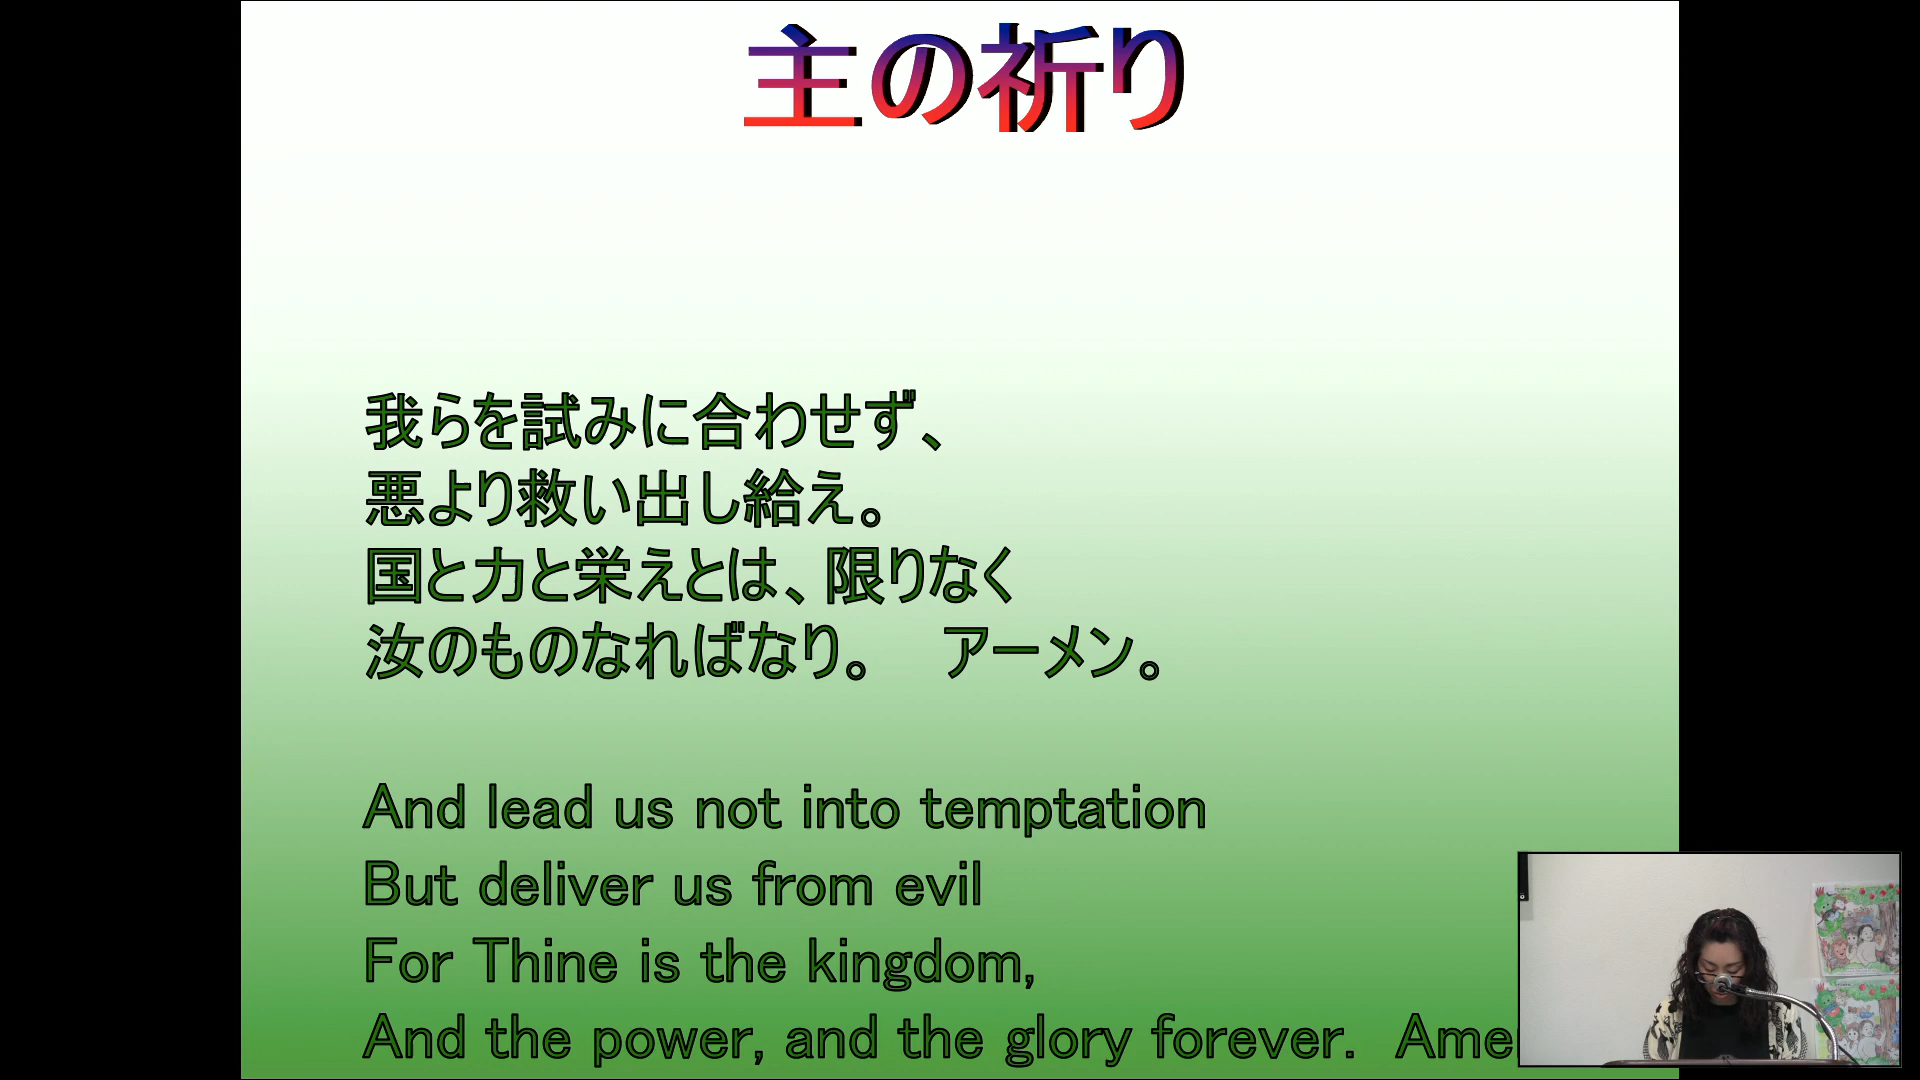 主の祈り
我らを試みに合わせず、
悪より救い出し給え。
国と力と栄えとは、限りなく
汝のものなればなり。　アーメン。
And lead us not into temptation
But deliver us from evil
For Thine is the kingdom,
And the power, and the glory forever. Ame